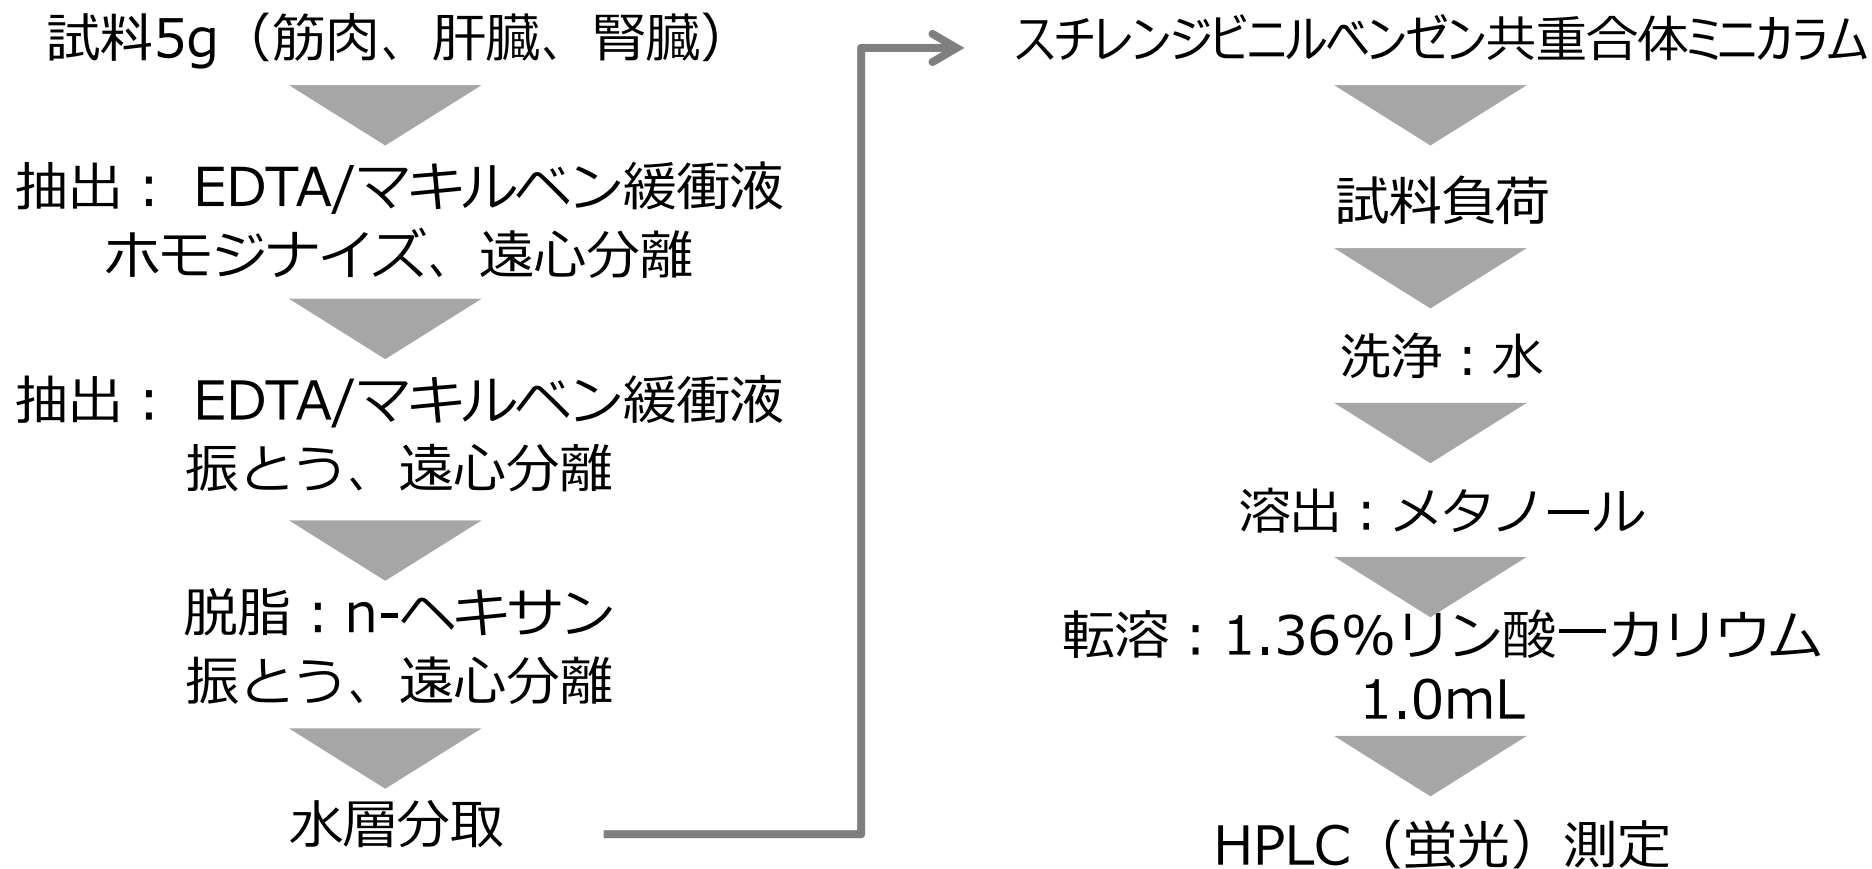 試料5g（筋肉、肝臓、腎臓）
抽出： EDTA/マキルベン緩衝液
ホモジナイズ、遠心分離
抽出： EDTA/マキルベン緩衝液
振とう、遠心分離
脱脂：n-ヘキサン
振とう、遠心分離
水層分取
スチレンジビニルベンゼン共重合体ミニカラム
試料負荷
洗浄：水
溶出：メタノール
転溶：1.36%リン酸一カリウム
1.0mL
HPLC（蛍光）測定